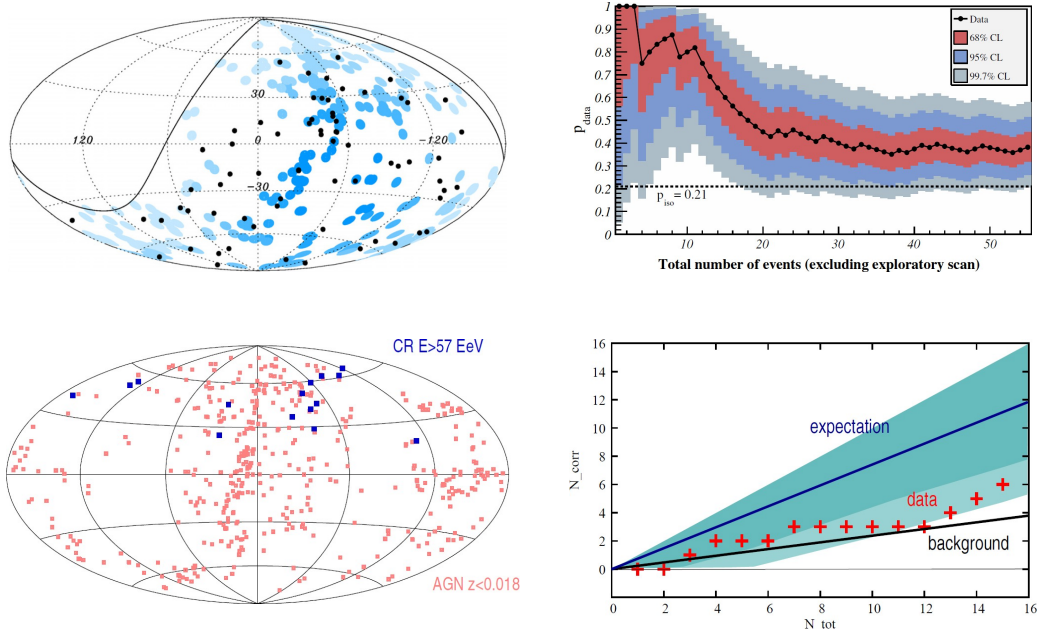 30
120
0
−120
−30
1
0.9
0.8
0.7
0.6
0.5
0.4
0.3
0.2
0.1
0
p_data
Data
68% CL
95% CL
99.7% CL
p_iso = 0.21
10
20
30
40
50
Total number of events (excluding exploratory scan)
CR E>57 EeV
AGN z<0.018
16
14
12
10
8
6
4
2
0
N_corr
expectation
data
background
0
2
4
6
8
10
12
14
16
N_tot